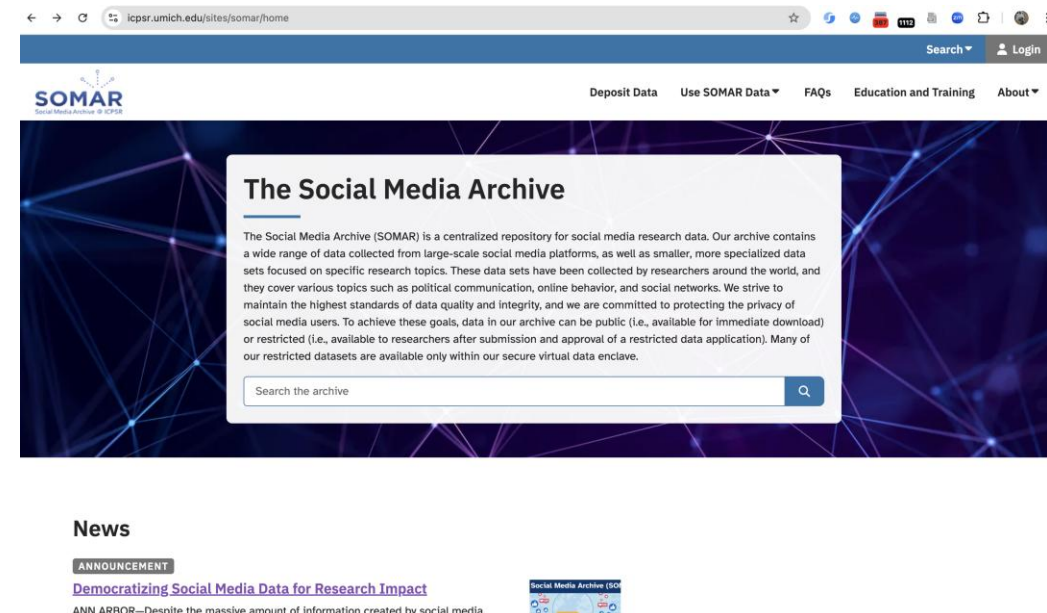 icpsr.umich.edu/sites/somar/home
387
1112
Search
Login
SOMAR
Social Media Archive @ ICPSR
Deposit Data
Use SOMAR Data
FAQs
Education and Training
About
The Social Media Archive
The Social Media Archive (SOMAR) is a centralized repository for social media research data. Our archive contains
a wide range of data collected from large-scale social media platforms, as well as smaller, more specialized data
sets focused on specific research topics. These data sets have been collected by researchers around the world, and
they cover various topics such as political communication, online behavior, and social networks. We strive to
maintain the highest standards of data quality and integrity, and we are committed to protecting the privacy of
social media users. To achieve these goals, data in our archive can be public (i.e., available for immediate download)
or restricted (i.e., available to researchers after submission and approval of a restricted data application). Many of
our restricted datasets are available only within our secure virtual data enclave.
Search the archive
News
ANNOUNCEMENT
Democratizing Social Media Data for Research Impact
ANN ARBOR—Despite the massive amount of information created by social media
Social Media Archive (SO